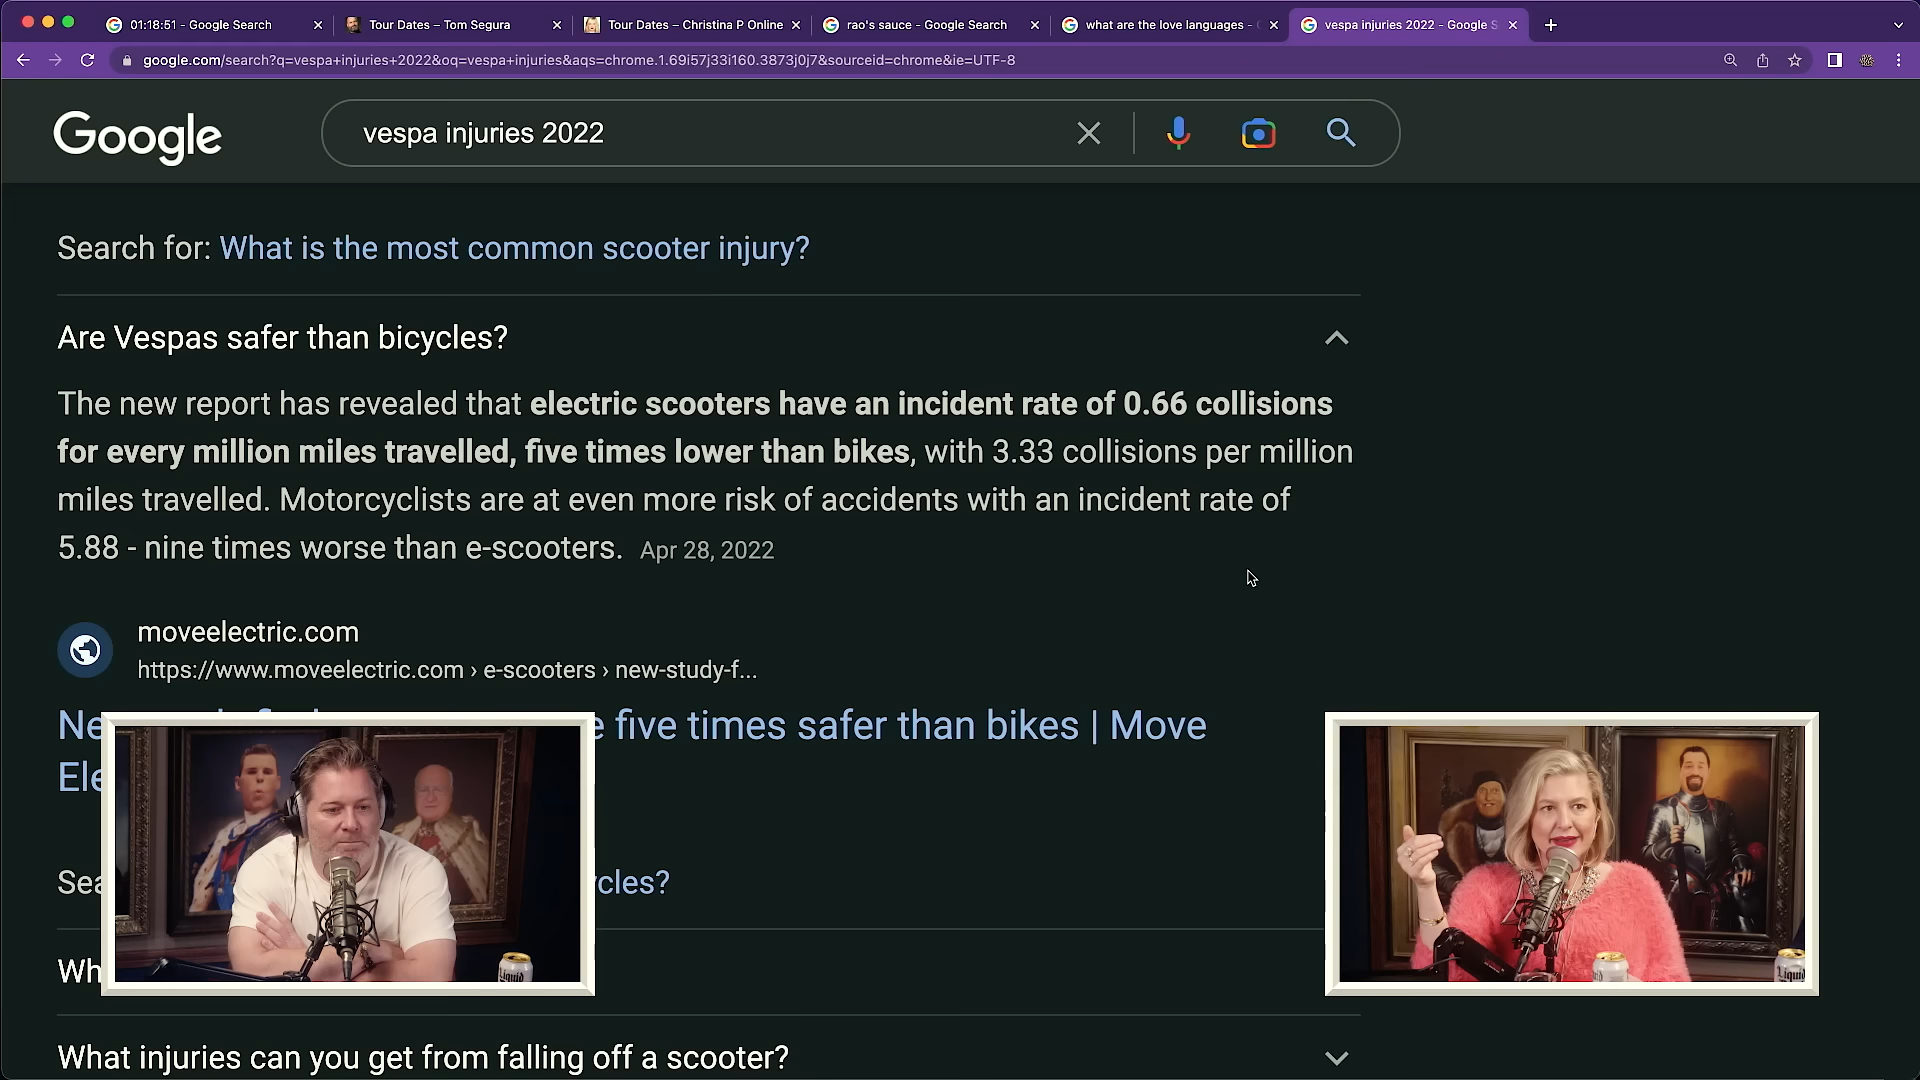 01:18:51 - Google Search
Tour Dates – Tom Segura
Tour Dates – Christina P Online
rao's sauce - Google Search
what are the love languages -
vespa injuries 2022 - Google S
google.com/search?q=vespa+injuries+2022&oq=vespa+injuries&aqs=chrome.1.69i57j33i160.3873j0j7&sourceid=chrome&ie=UTF-8
Google
vespa injuries 2022
Search for: What is the most common scooter injury?
Are Vespas safer than bicycles?
The new report has revealed that electric scooters have an incident rate of 0.66 collisions
for every million miles travelled, five times lower than bikes, with 3.33 collisions per million
miles travelled. Motorcyclists are at even more risk of accidents with an incident rate of
5.88 - nine times worse than e-scooters. Apr 28, 2022
moveelectric.com
https://www.moveelectric.com › e-scooters › new-study-f...
five times safer than bikes | Move
What injuries can you get from falling off a scooter?
Liquid
Liquid